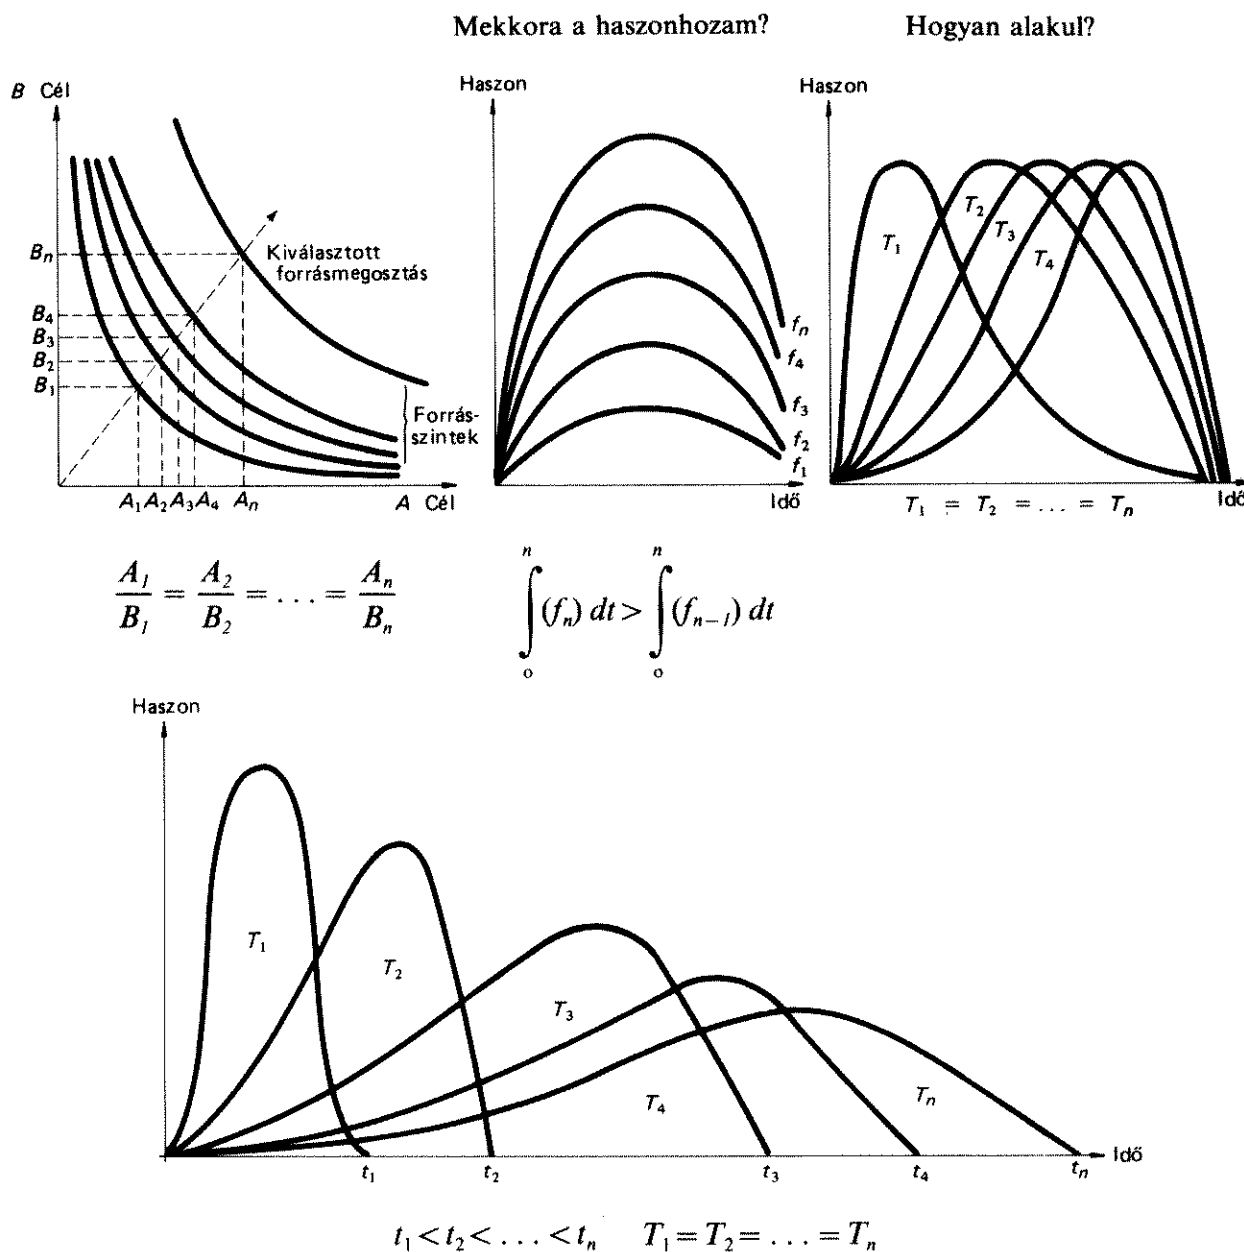 Mekkora a haszonhozam?
Hogyan alakul?
B Cél
Kiválasztott
forrásmegosztás
Bₙ
B₄
B₃
B₂
B₁
Forrás-
szintek
A₁ A₂ A₃ A₄ Aₙ A Cél
Haszon
fₙ
f₄
f₃
f₂
f₁
Idő
Haszon
T₁
T₂
T₃
T₄
Idő
T₁ = T₂ = ... = Tₙ
A₁/B₁ = A₂/B₂ = ... = Aₙ/Bₙ
∫₀ⁿ (fₙ) dt > ∫₀ⁿ (fₙ₋₁) dt
Haszon
T₁
T₂
T₃
T₄
Tₙ
t₁ t₂ t₃ t₄ tₙ Idő
t₁ < t₂ < ... < tₙ T₁ = T₂ = ... = Tₙ